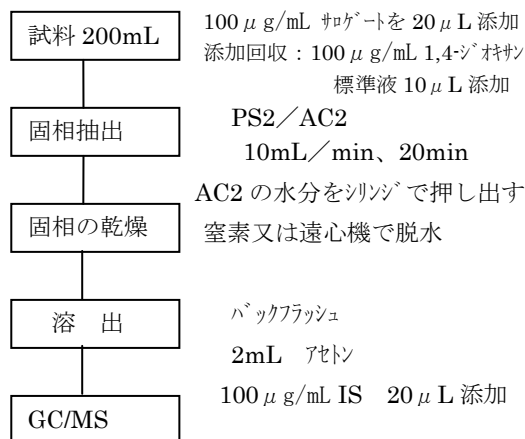 試料 200mL
100μg/mL ｻﾛｹﾞｰﾄを 20μL 添加
添加回収：100μg/mL 1,4-ｼﾞｵｷｻﾝ
標準液 10μL 添加
固相抽出
PS2／AC2
10mL／min、20min
AC2 の水分をｼﾘﾝｼﾞで押し出す
固相の乾燥
窒素又は遠心機で脱水
溶　出
ﾊﾞｯｸﾌﾗｯｼｭ
2mL　ｱｾﾄﾝ
100μg/mL IS　20μL 添加
GC/MS